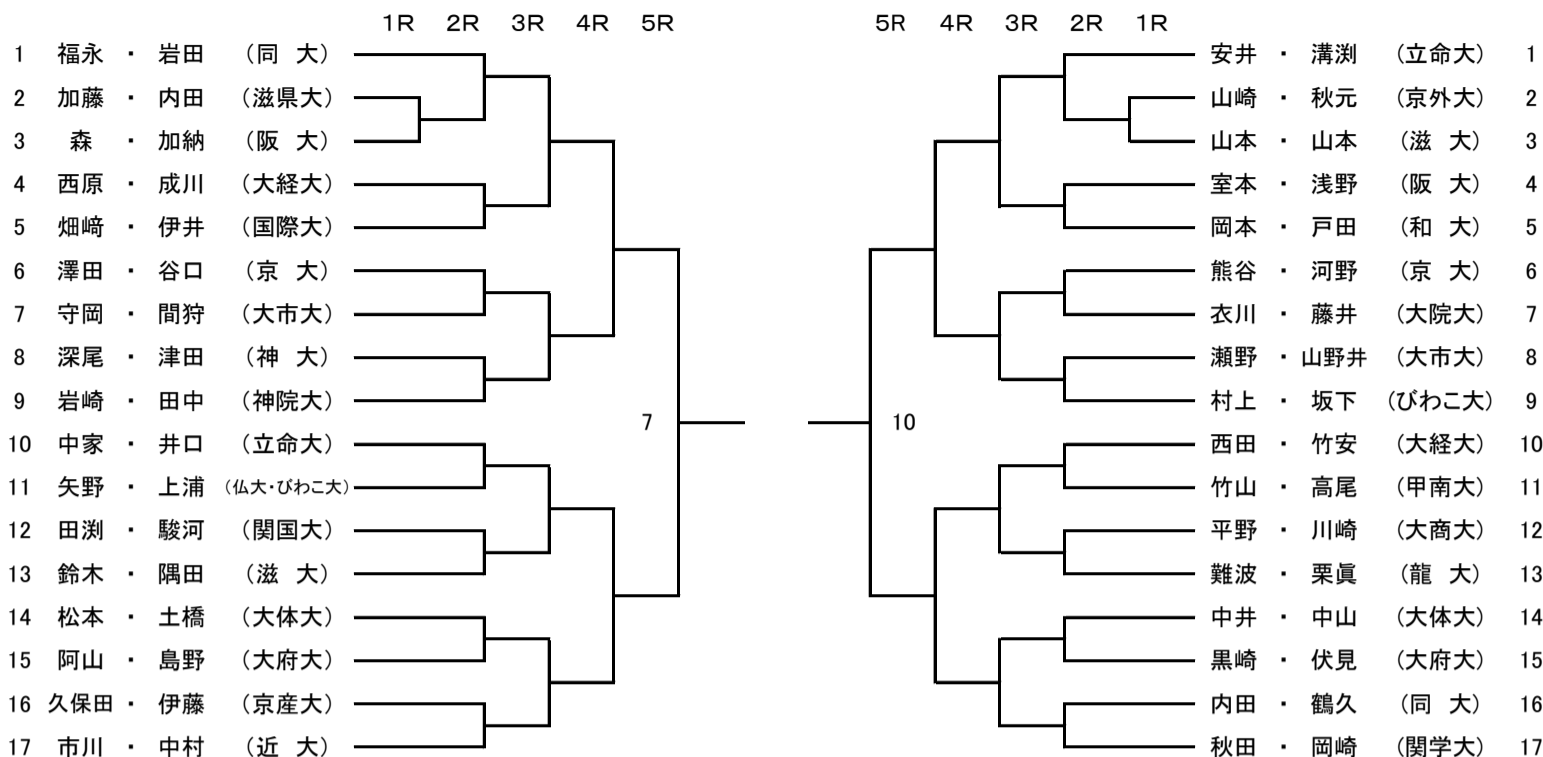 1R 2R 3R 4R 5R 5R 4R 3R 2R 1R
1 福永 ・ 岩田 （同 大） 安井 ・ 溝渕 （立命大） 1
2 加藤 ・ 内田 （滋県大） 山崎 ・ 秋元 （京外大） 2
3 森 ・ 加納 （阪 大） 山本 ・ 山本 （滋 大） 3
4 西原 ・ 成川 （大経大） 室本 ・ 浅野 （阪 大） 4
5 畑﨑 ・ 伊井 （国際大） 岡本 ・ 戸田 （和 大） 5
6 澤田 ・ 谷口 （京 大） 熊谷 ・ 河野 （京 大） 6
7 守岡 ・ 間狩 （大市大） 衣川 ・ 藤井 （大院大） 7
8 深尾 ・ 津田 （神 大） 瀬野 ・ 山野井 （大市大） 8
9 岩崎 ・ 田中 （神院大） 村上 ・ 坂下 （びわこ大） 9
7 10
10 中家 ・ 井口 （立命大） 西田 ・ 竹安 （大経大） 10
11 矢野 ・ 上浦 （仏大・びわこ大） 竹山 ・ 高尾 （甲南大） 11
12 田渕 ・ 駿河 （関国大） 平野 ・ 川崎 （大商大） 12
13 鈴木 ・ 隅田 （滋 大） 難波 ・ 栗眞 （龍 大） 13
14 松本 ・ 土橋 （大体大） 中井 ・ 中山 （大体大） 14
15 阿山 ・ 島野 （大府大） 黒崎 ・ 伏見 （大府大） 15
16 久保田 ・ 伊藤 （京産大） 内田 ・ 鶴久 （同 大） 16
17 市川 ・ 中村 （近 大） 秋田 ・ 岡崎 （関学大） 17